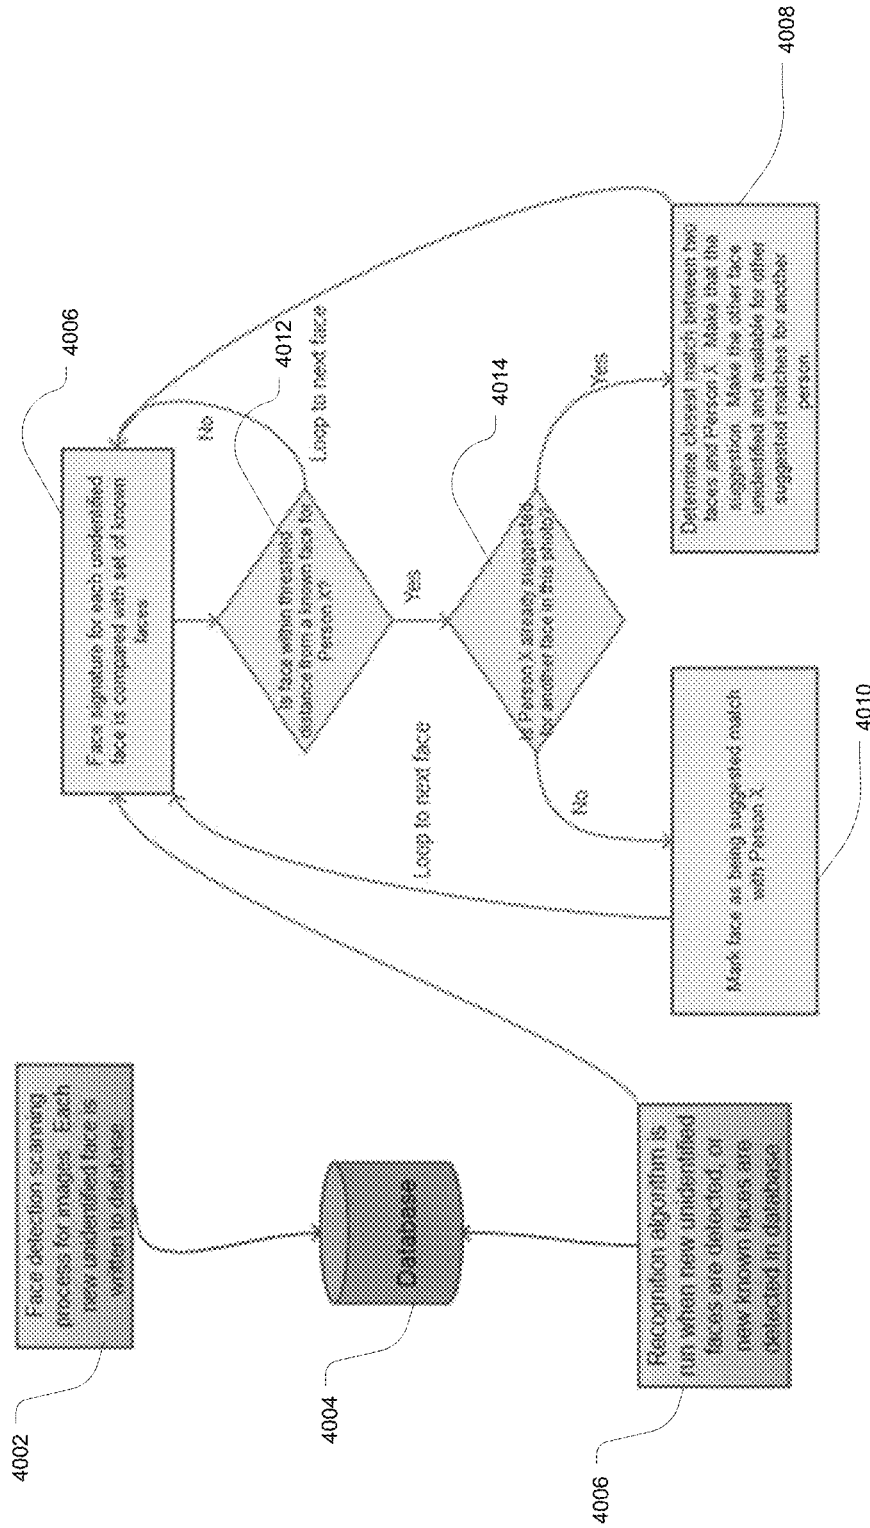 4002
Face detection scanning
process for images. Each
new unidentified face is
written to database
4004
Database
4006
Recognition algorithm is
run when new unidentified
faces are detected, or
new known faces are
detected in database
4006
Face signature for each unidentified
face is compared with set of known
faces
4012
Is face within threshold
distance from a known face for
Person X?
No
Loop to next face
Yes
4014
Is Person X already suggested
for another face in this photo?
Yes
No
Loop to next face
4010
Mark face as being suggested match
with Person X.
4008
Determine closest match between two
faces and Person X. Make that the
suggestion. Make the other face
unidentified and available for other
suggested matches for another
person